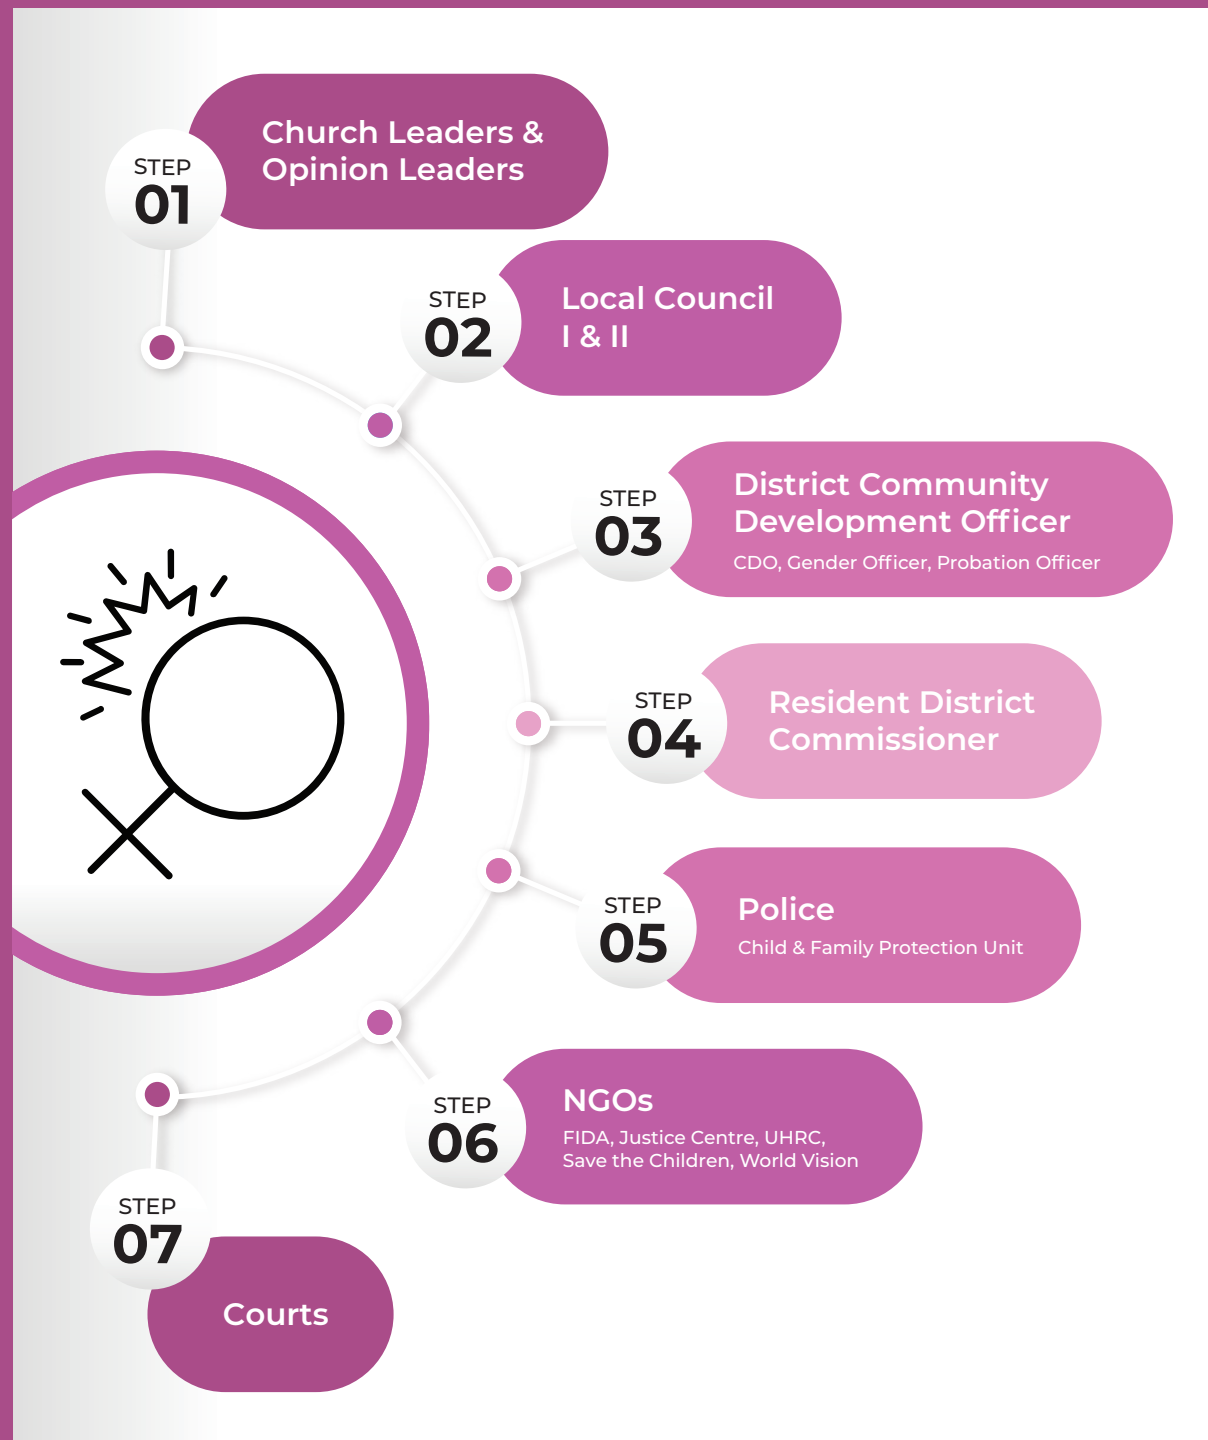 STEP
01
Church Leaders &
Opinion Leaders
STEP
02
Local Council
I & II
STEP
03
District Community
Development Officer
CDO, Gender Officer, Probation Officer
STEP
04
Resident District
Commissioner
STEP
05
Police
Child & Family Protection Unit
STEP
06
NGOs
FIDA, Justice Centre, UHRC,
Save the Children, World Vision
STEP
07
Courts